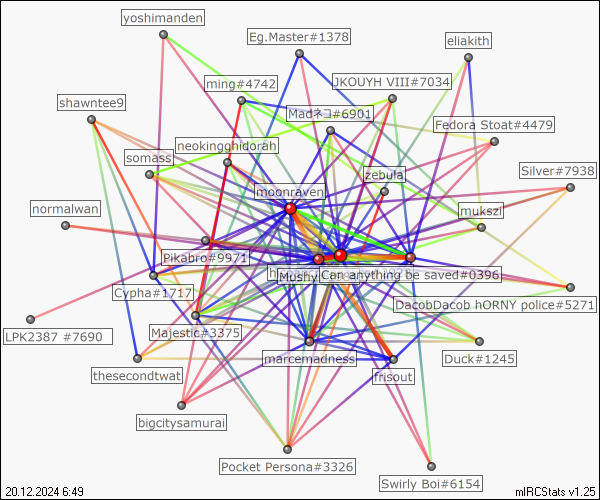 yoshimanden
Eg.Master#1378
eliakith
ming#4742
JKOUYH VIII#7034
shawntee9
Madネコ#6901
Fedora Stoat#4479
neokingghidorah
somass
zebula
Silver#7938
moonraven
normalwan
mukszl
Pikabro#9971
Mushy
Can anything be saved#0396
Cypha#1717
DacobDacob hORNY police#5271
LPK2387 #7690
Majestic#3375
marcemadness
Duck#1245
thesecondtwat
frisout
bigcitysamurai
Pocket Persona#3326
Swirly Boi#6154
20.12.2024 6:49
mIRCStats v1.25